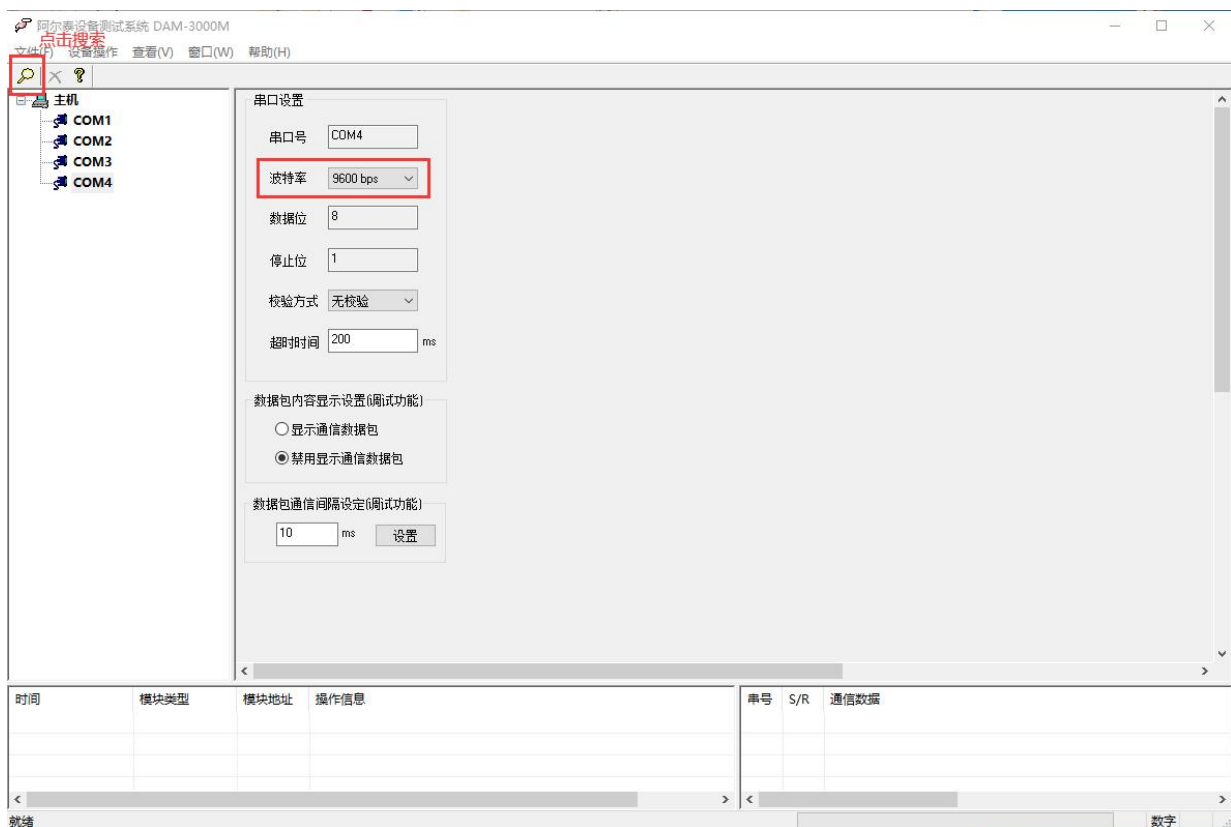 阿尔泰设备测试系统 DAM-3000M
点击搜索
文件(F) 设备操作 查看(V) 窗口(W) 帮助(H)
主机
COM1
COM2
COM3
COM4
串口设置
串口号 COM4
波特率 9600 bps
数据位 8
停止位 1
校验方式 无校验
超时时间 200 ms
数据包内容显示设置(调试功能)
显示通信数据包
禁用显示通信数据包
数据包通信间隔设定(调试功能)
10 ms 设置
时间 模块类型 模块地址 操作信息 串号 S/R 通信数据
就绪 数字